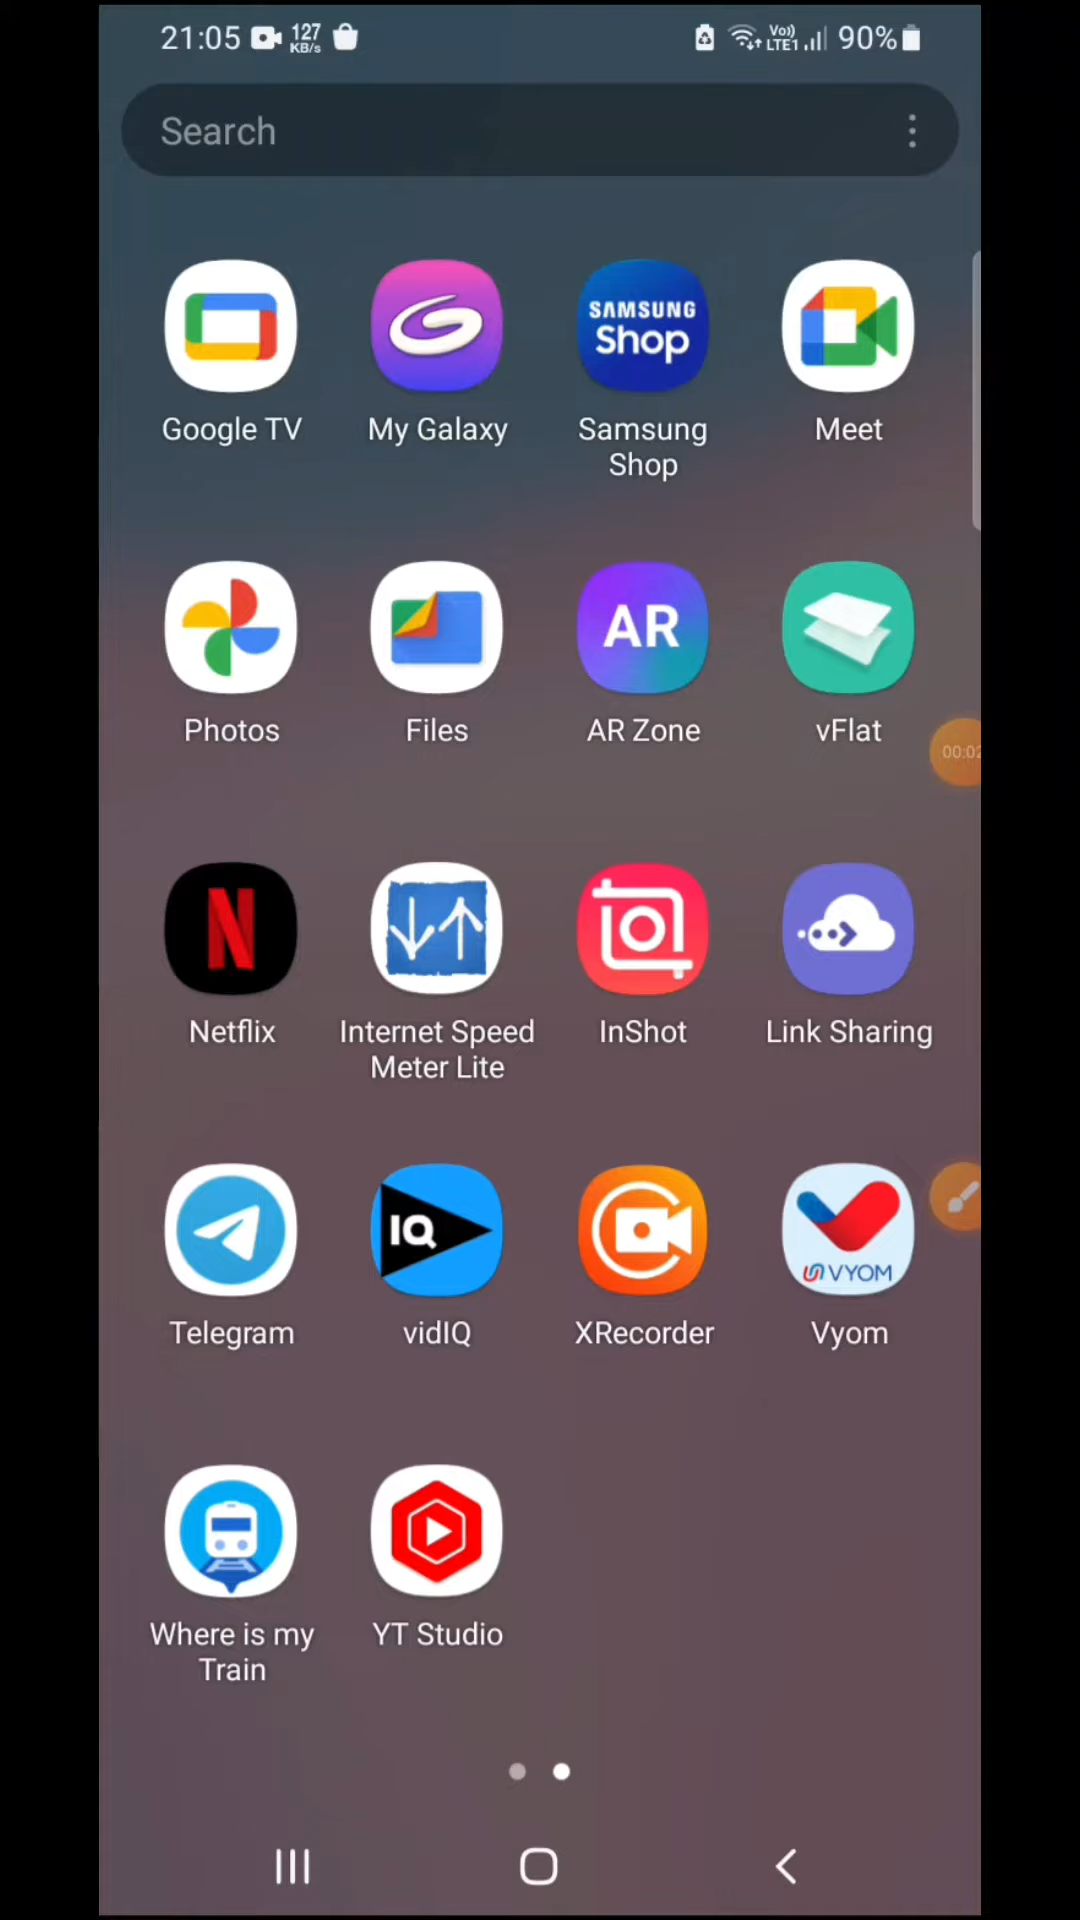 21:05 127 KB/s Vo)) LTE1 90%
Search
SAMSUNG
Shop
Google TV My Galaxy Samsung Shop Meet
AR
Photos Files AR Zone vFlat
00:02
N
Netflix Internet Speed Meter Lite InShot Link Sharing
IQ
VYOM
Telegram vidIQ XRecorder Vyom
Where is my Train YT Studio